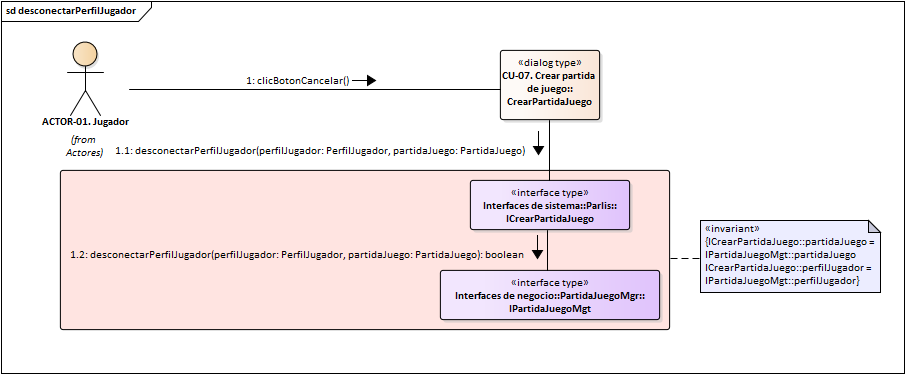 sd desconectarPerfilJugador
ACTOR-01. Jugador
(from
Actores)
1: clicBotonCancelar()
«dialog type»
CU-07. Crear partida
de juego::
CrearPartidaJuego
1.1: desconectarPerfilJugador(perfilJugador: PerfilJugador, partidaJuego: PartidaJuego)
«interface type»
Interfaces de sistema::Parlis::
ICrearPartidaJuego
1.2: desconectarPerfilJugador(perfilJugador: PerfilJugador, partidaJuego: PartidaJuego): boolean
«interface type»
Interfaces de negocio::PartidaJuegoMgr::
IPartidaJuegoMgt
«invariant»
{ICrearPartidaJuego::partidaJuego =
IPartidaJuegoMgt::partidaJuego
ICrearPartidaJuego::perfilJugador =
IPartidaJuegoMgt::perfilJugador}